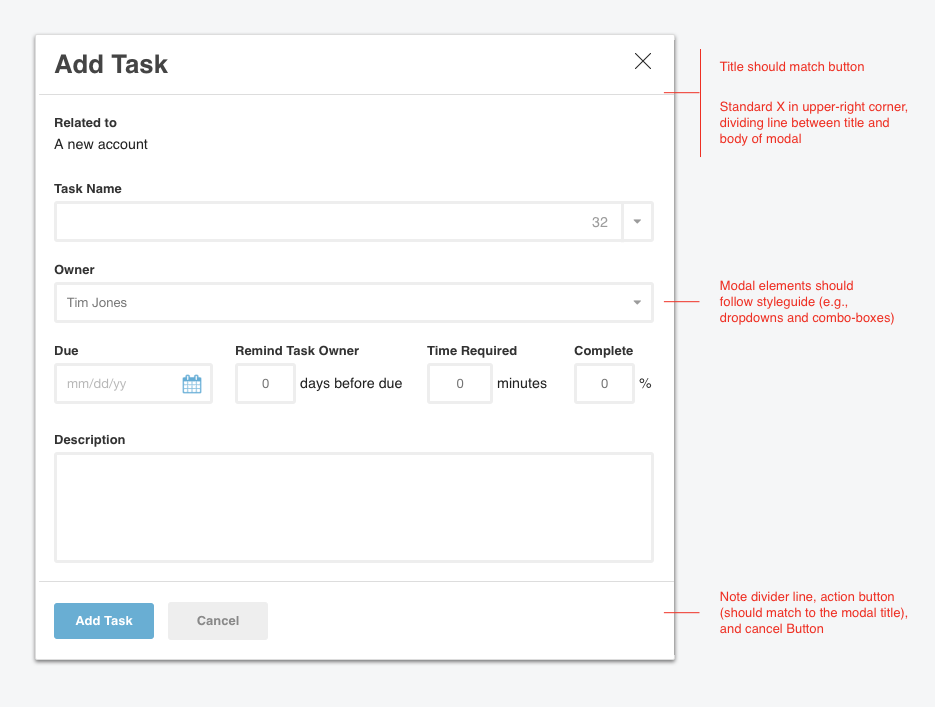 Add Task
Title should match button
Standard X in upper-right corner,
dividing line between title and
body of modal
Related to
A new account
Task Name
32
Owner
Tim Jones
Modal elements should
follow styleguide (e.g.,
dropdowns and combo-boxes)
Due
Remind Task Owner
Time Required
Complete
mm/dd/yy
0 days before due
0 minutes
0 %
Description
Add Task
Cancel
Note divider line, action button
(should match to the modal title),
and cancel Button